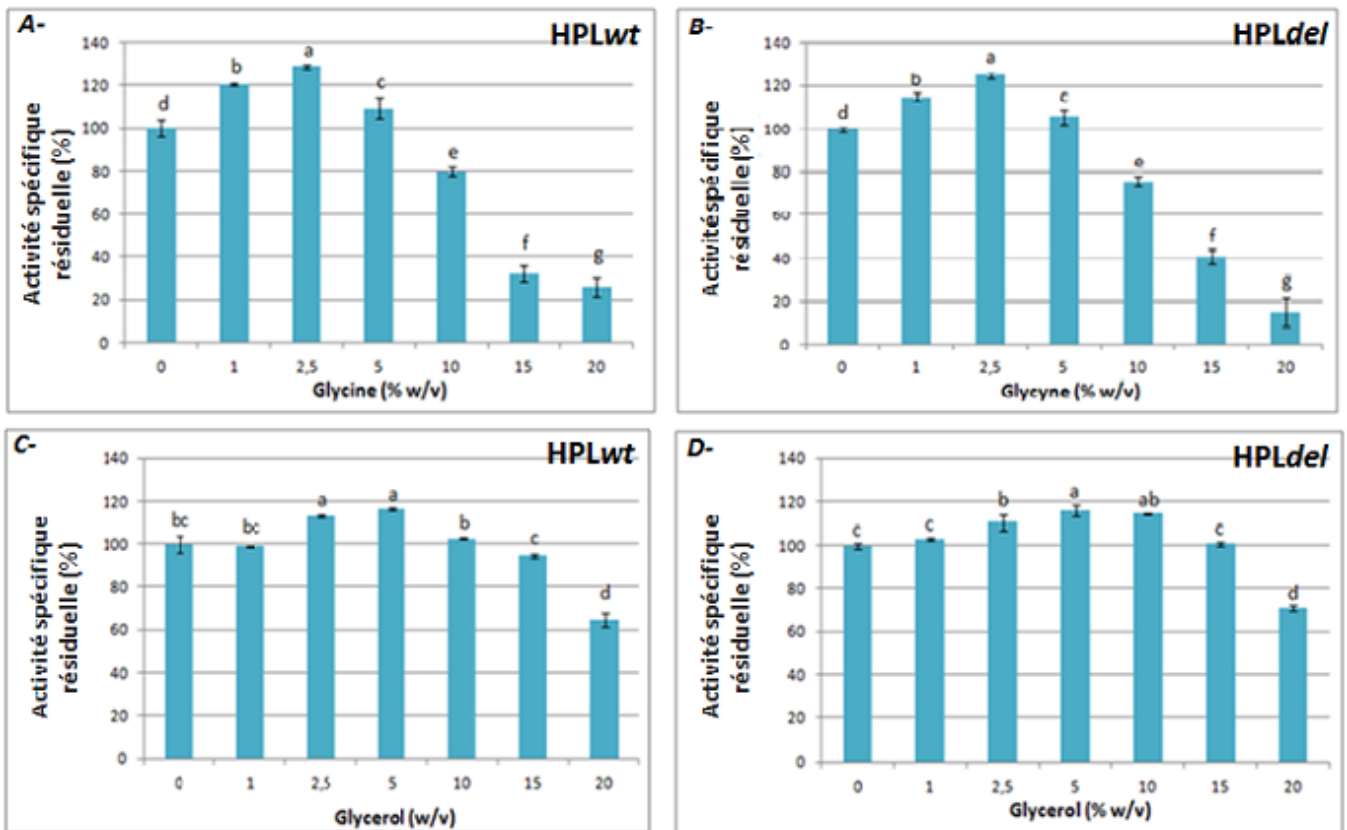 A-
HPLwt
Activité spécifique
résiduelle (%)
140
120
100
80
60
40
20
0
d
b
a
c
e
f
g
0 1 2,5 5 10 15 20
Glycine (% w/v)
B-
HPLdel
Activité spécifique
résiduelle (%]
140
120
100
80
60
40
20
0
d
b
a
c
e
f
g
0 1 2,5 5 10 15 20
Glycyne (% w/v)
C-
HPLwt
Activité spécifique
résiduelle (%)
140
120
100
80
60
40
20
0
bc
bc
a
a
b
c
d
0 1 2,5 5 10 15 20
Glycerol (w/v)
D-
HPLdel
Activité spécifique
résiduelle (%)
140
120
100
80
60
40
20
0
c
c
b
a
ab
c
d
0 1 2,5 5 10 15 20
Glycerol (% w/v)